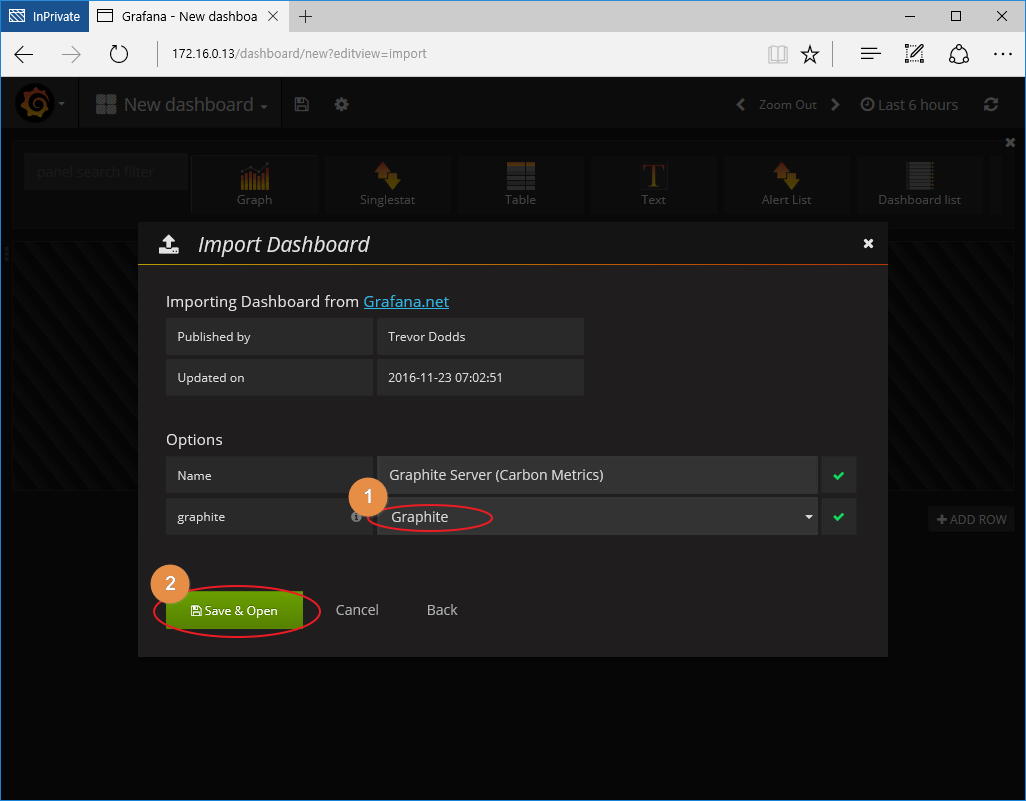 InPrivate
Grafana - New dashboa
172.16.0.13/dashboard/new?editview=import
New dashboard
Zoom Out
Last 6 hours
panel search filter
Graph
Singlestat
Table
Text
Alert List
Dashboard list
Import Dashboard
Importing Dashboard from Grafana.net
Published by
Trevor Dodds
Updated on
2016-11-23 07:02:51
Options
Name
Graphite Server (Carbon Metrics)
1
graphite
Graphite
ADD ROW
2
Save & Open
Cancel
Back